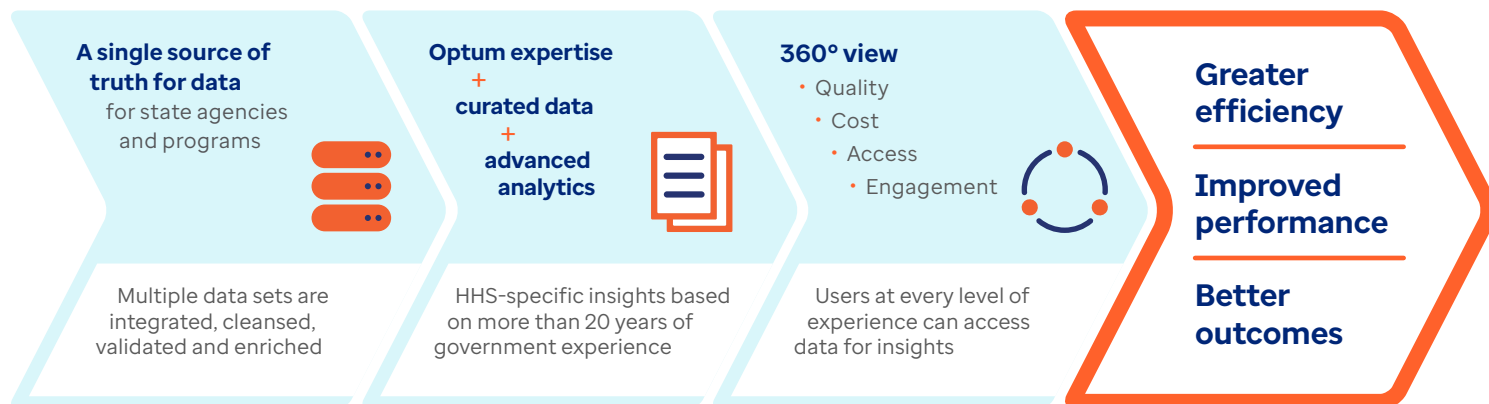 A single source of
truth for data
for state agencies
and programs
Multiple data sets are
integrated, cleansed,
validated and enriched
Optum expertise
+
curated data
+
advanced
analytics
HHS-specific insights based
on more than 20 years of
government experience
360° view
• Quality
• Cost
• Access
• Engagement
Users at every level of
experience can access
data for insights
Greater
efficiency
Improved
performance
Better
outcomes